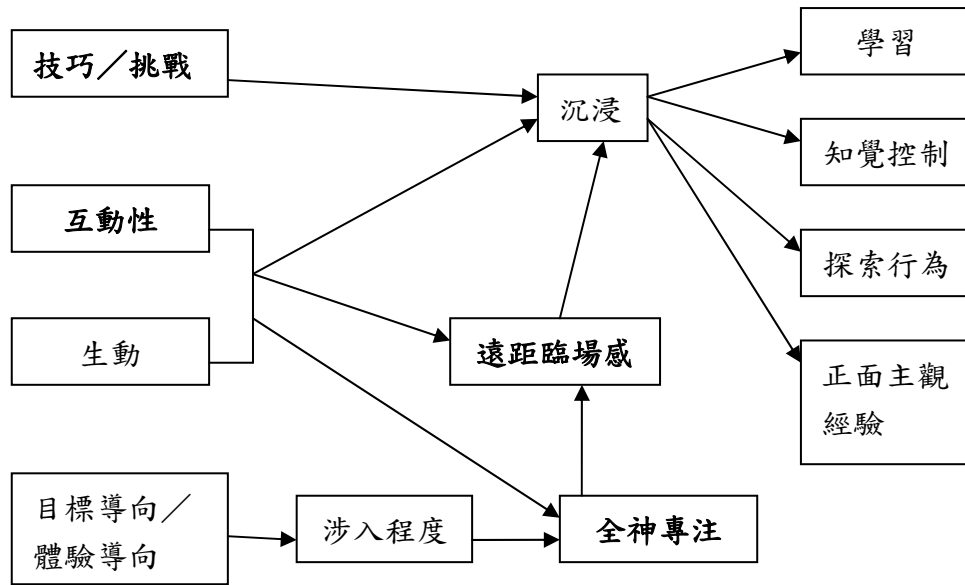 技巧／挑戰
互動性
生動
目標導向／
體驗導向
涉入程度
沉浸
遠距臨場感
全神專注
學習
知覺控制
探索行為
正面主觀
經驗